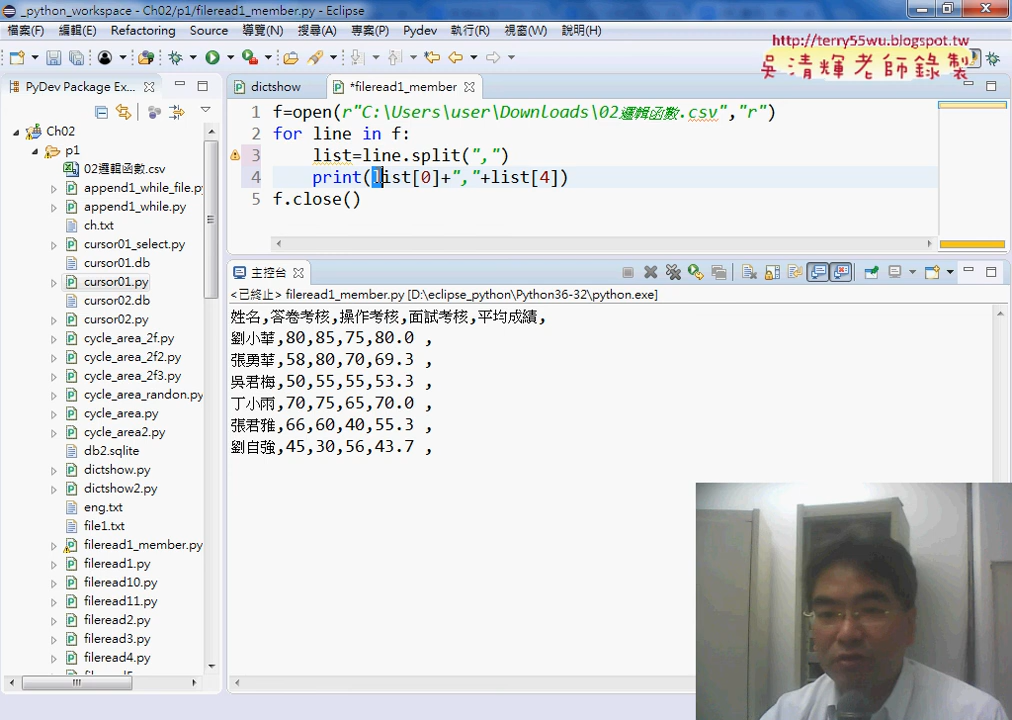 _python_workspace - Ch02/p1/fileread1_member.py - Eclipse
檔案(F) 編輯(E) Refactoring Source 導覽(N) 搜尋(A) 專案(P) Pydev 執行(R) 視窗(W) 說明(H)
http://terry55wu.blogspot.tw
吳清輝老師錄製
PyDev Package Ex...
Ch02
p1
02邏輯函數.csv
append1_while_file.py
append1_while.py
ch.txt
cursor01_select.py
cursor01.db
cursor01.py
cursor02.db
cursor02.py
cycle_area_2f.py
cycle_area_2f2.py
cycle_area_2f3.py
cycle_area_randon.py
cycle_area.py
cycle_area2.py
db2.sqlite
dictshow.py
dictshow2.py
eng.txt
file1.txt
fileread1_member.py
fileread1.py
fileread10.py
fileread11.py
fileread2.py
fileread3.py
fileread4.py
dictshow
*fileread1_member
1 f=open(r"C:\Users\user\Downloads\02邏輯函數.csv","r")
2 for line in f:
3 list=line.split(",")
4 print(list[0]+","+list[4])
5 f.close()
主控台
<已終止> fileread1_member.py [D:\eclipse_python\Python36-32\python.exe]
姓名,答卷考核,操作考核,面試考核,平均成績,
劉小華,80,85,75,80.0 ,
張勇華,58,80,70,69.3 ,
吳君梅,50,55,55,53.3 ,
丁小雨,70,75,65,70.0 ,
張君雅,66,60,40,55.3 ,
劉自強,45,30,56,43.7 ,